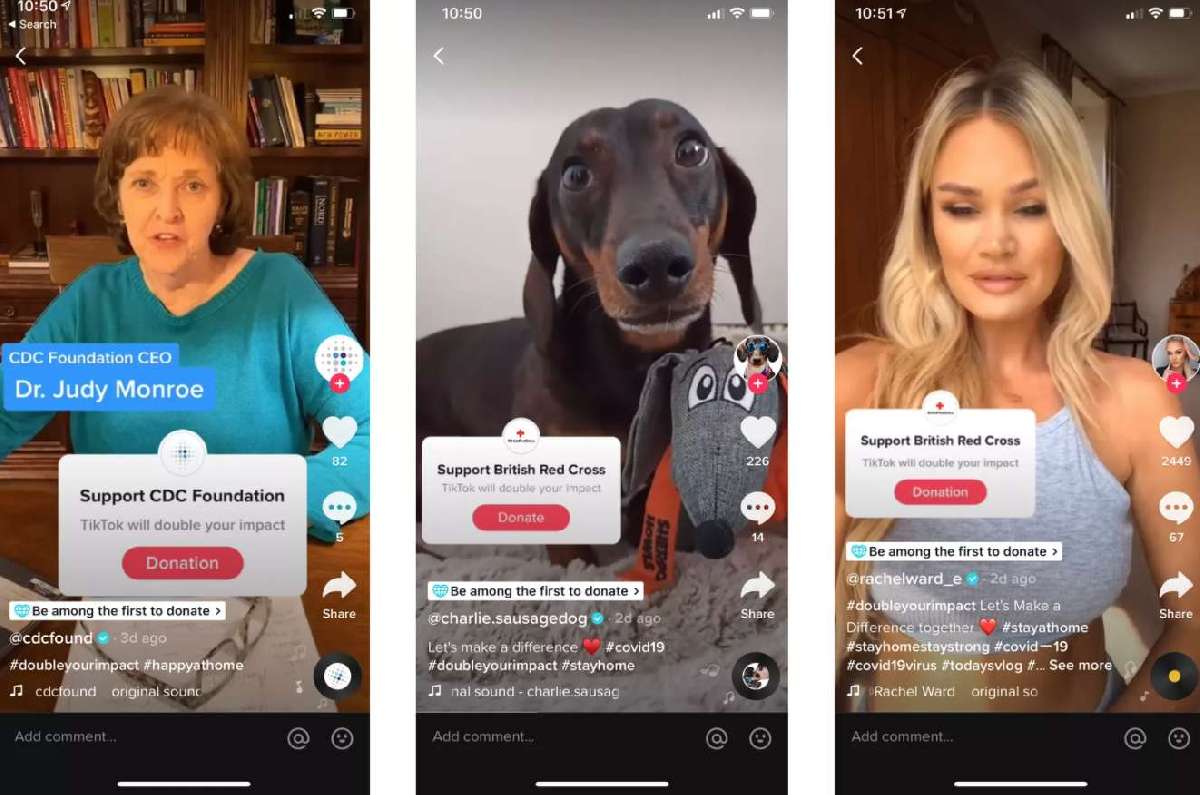 10:50
◀ Search
NEW POWER
NORD
CDC Foundation CEO
Dr. Judy Monroe
82
Support CDC Foundation
TikTok will double your impact
Donation
5
Be among the first to donate >
Share
@cdcfound · 3d ago
#doubleyourimpact #happyathome
cdcfound original sound
Add comment...
10:50
226
Support British Red Cross
TikTok will double your impact
Donate
14
Be among the first to donate >
Share
@charlie.sausagedog · 2d ago
Let's make a difference ❤️ #covid19
#doubleyourimpact #stayhome
nal sound - charlie.sausag
Add comment...
10:51
2449
Support British Red Cross
TikTok will double your impact
Donation
67
Be among the first to donate >
@rachelward_e · 2d ago
Share
#doubleyourimpact Let's Make a
Difference together ❤️ #stayathome
#stayhomestaystrong #covid—19
#covid19virus #todaysvlog #... See more
Rachel Ward original so
Add comment...